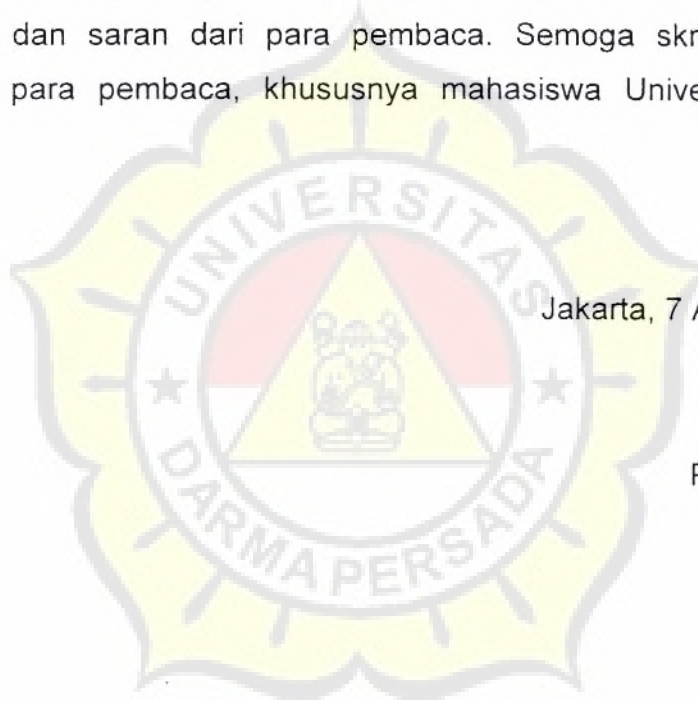 dan saran dari para pembaca. Semoga skr
para pembaca, khususnya mahasiswa Unive
UNIVERSITAS
Jakarta, 7 A
P
DARMA PERSADA